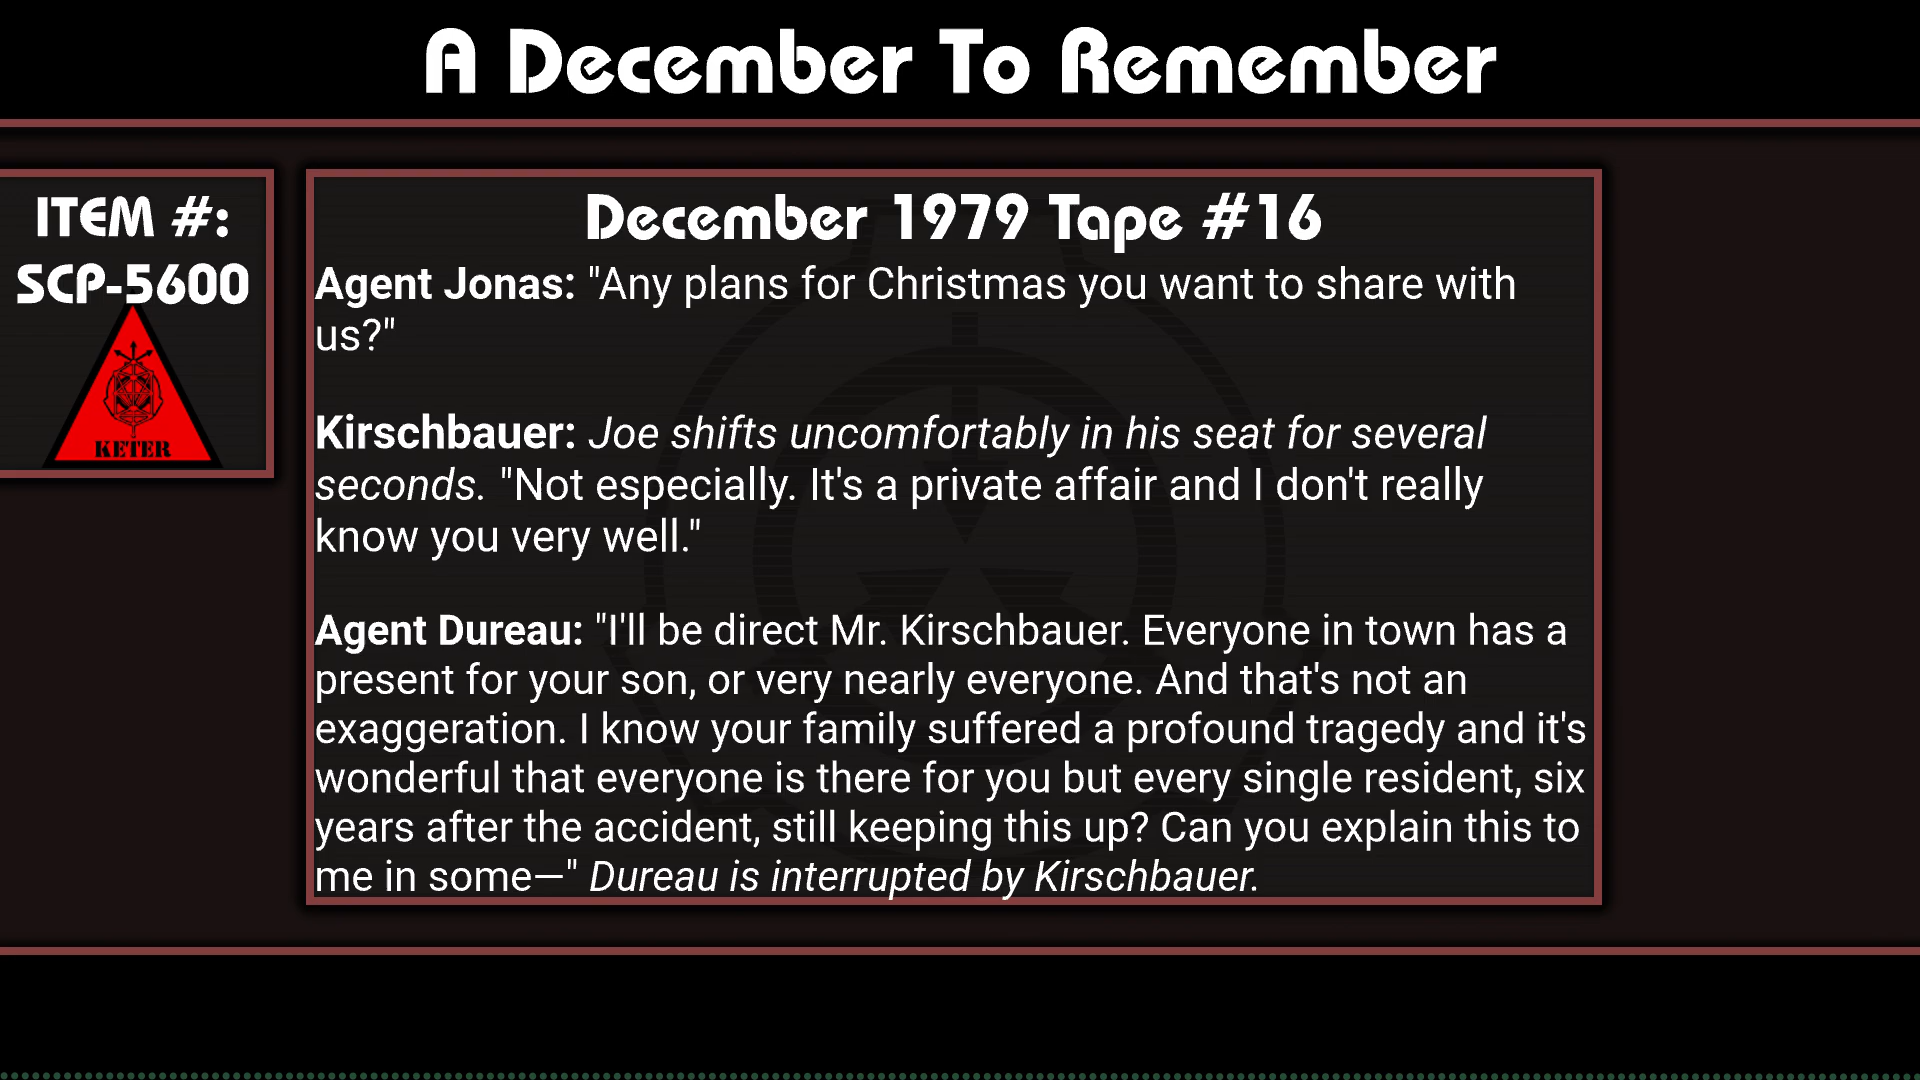 A December To Remember
ITEM #:
SCP-5600
KETER
December 1979 Tape #16
Agent Jonas: "Any plans for Christmas you want to share with
us?"
Kirschbauer: Joe shifts uncomfortably in his seat for several
seconds. "Not especially. It's a private affair and I don't really
know you very well."
Agent Dureau: "I'll be direct Mr. Kirschbauer. Everyone in town has a
present for your son, or very nearly everyone. And that's not an
exaggeration. I know your family suffered a profound tragedy and it's
wonderful that everyone is there for you but every single resident, six
years after the accident, still keeping this up? Can you explain this to
me in some—" Dureau is interrupted by Kirschbauer.